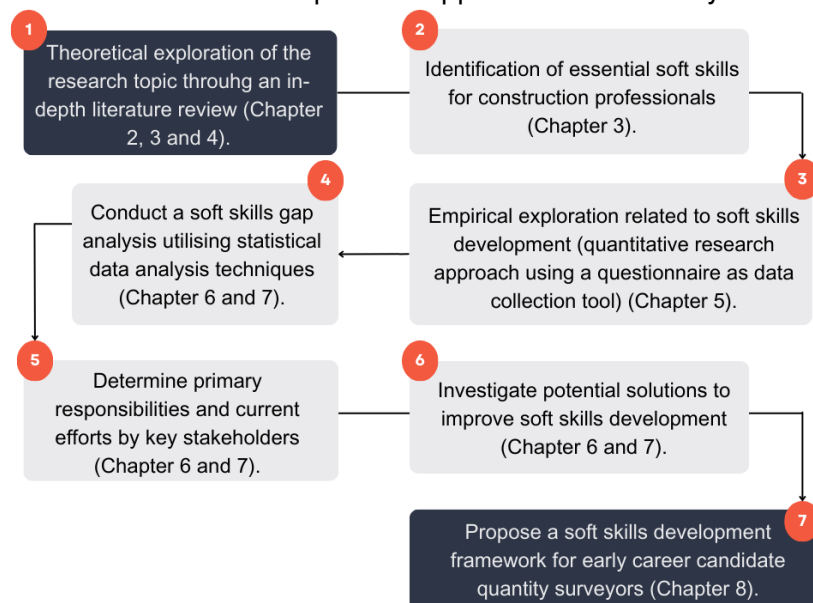 1
Theoretical exploration of the
research topic throuhg an in-
depth literature review (Chapter
2, 3 and 4).
2
Identification of essential soft skills
for construction professionals
(Chapter 3).
3
Empirical exploration related to soft skills
development (quantitative research
approach using a questionnaire as data
collection tool) (Chapter 5).
4
Conduct a soft skills gap
analysis utilising statistical
data analysis techniques
(Chapter 6 and 7).
5
Determine primary
responsibilities and current
efforts by key stakeholders
(Chapter 6 and 7).
6
Investigate potential solutions to
improve soft skills development
(Chapter 6 and 7).
7
Propose a soft skills development
framework for early career candidate
quantity surveyors (Chapter 8).